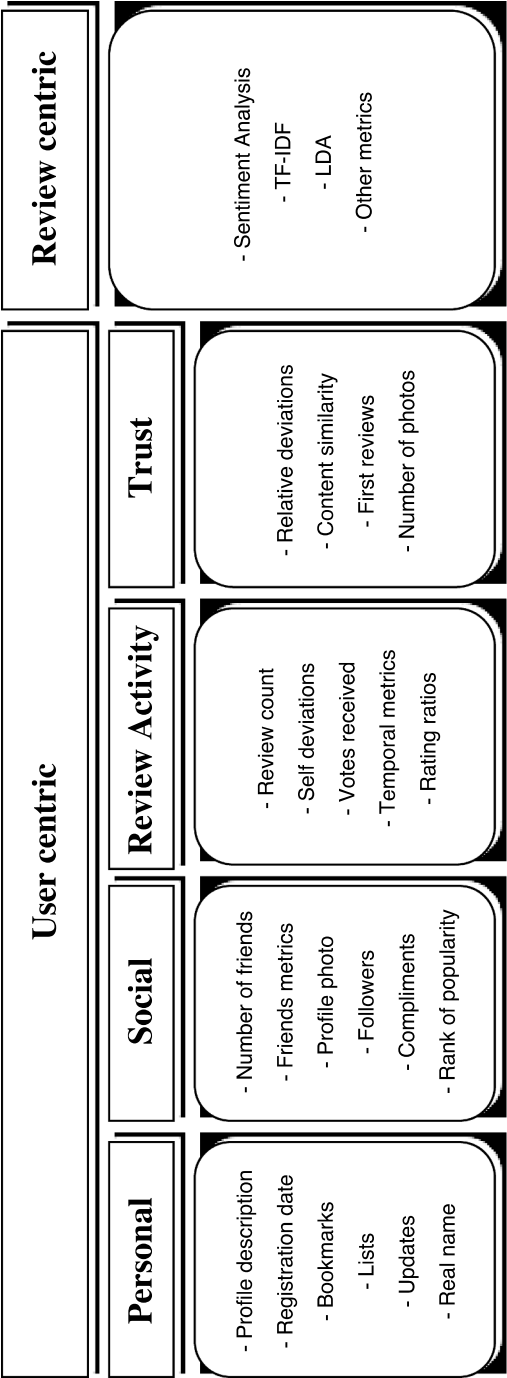 User centric
Review centric
Personal
Social
Review Activity
Trust
- Profile description
- Registration date
- Bookmarks
- Lists
- Updates
- Real name
- Number of friends
- Friends metrics
- Profile photo
- Followers
- Compliments
- Rank of popularity
- Review count
- Self deviations
- Votes received
- Temporal metrics
- Rating ratios
- Relative deviations
- Content similarity
- First reviews
- Number of photos
- Sentiment Analysis
- TF-IDF
- LDA
- Other metrics